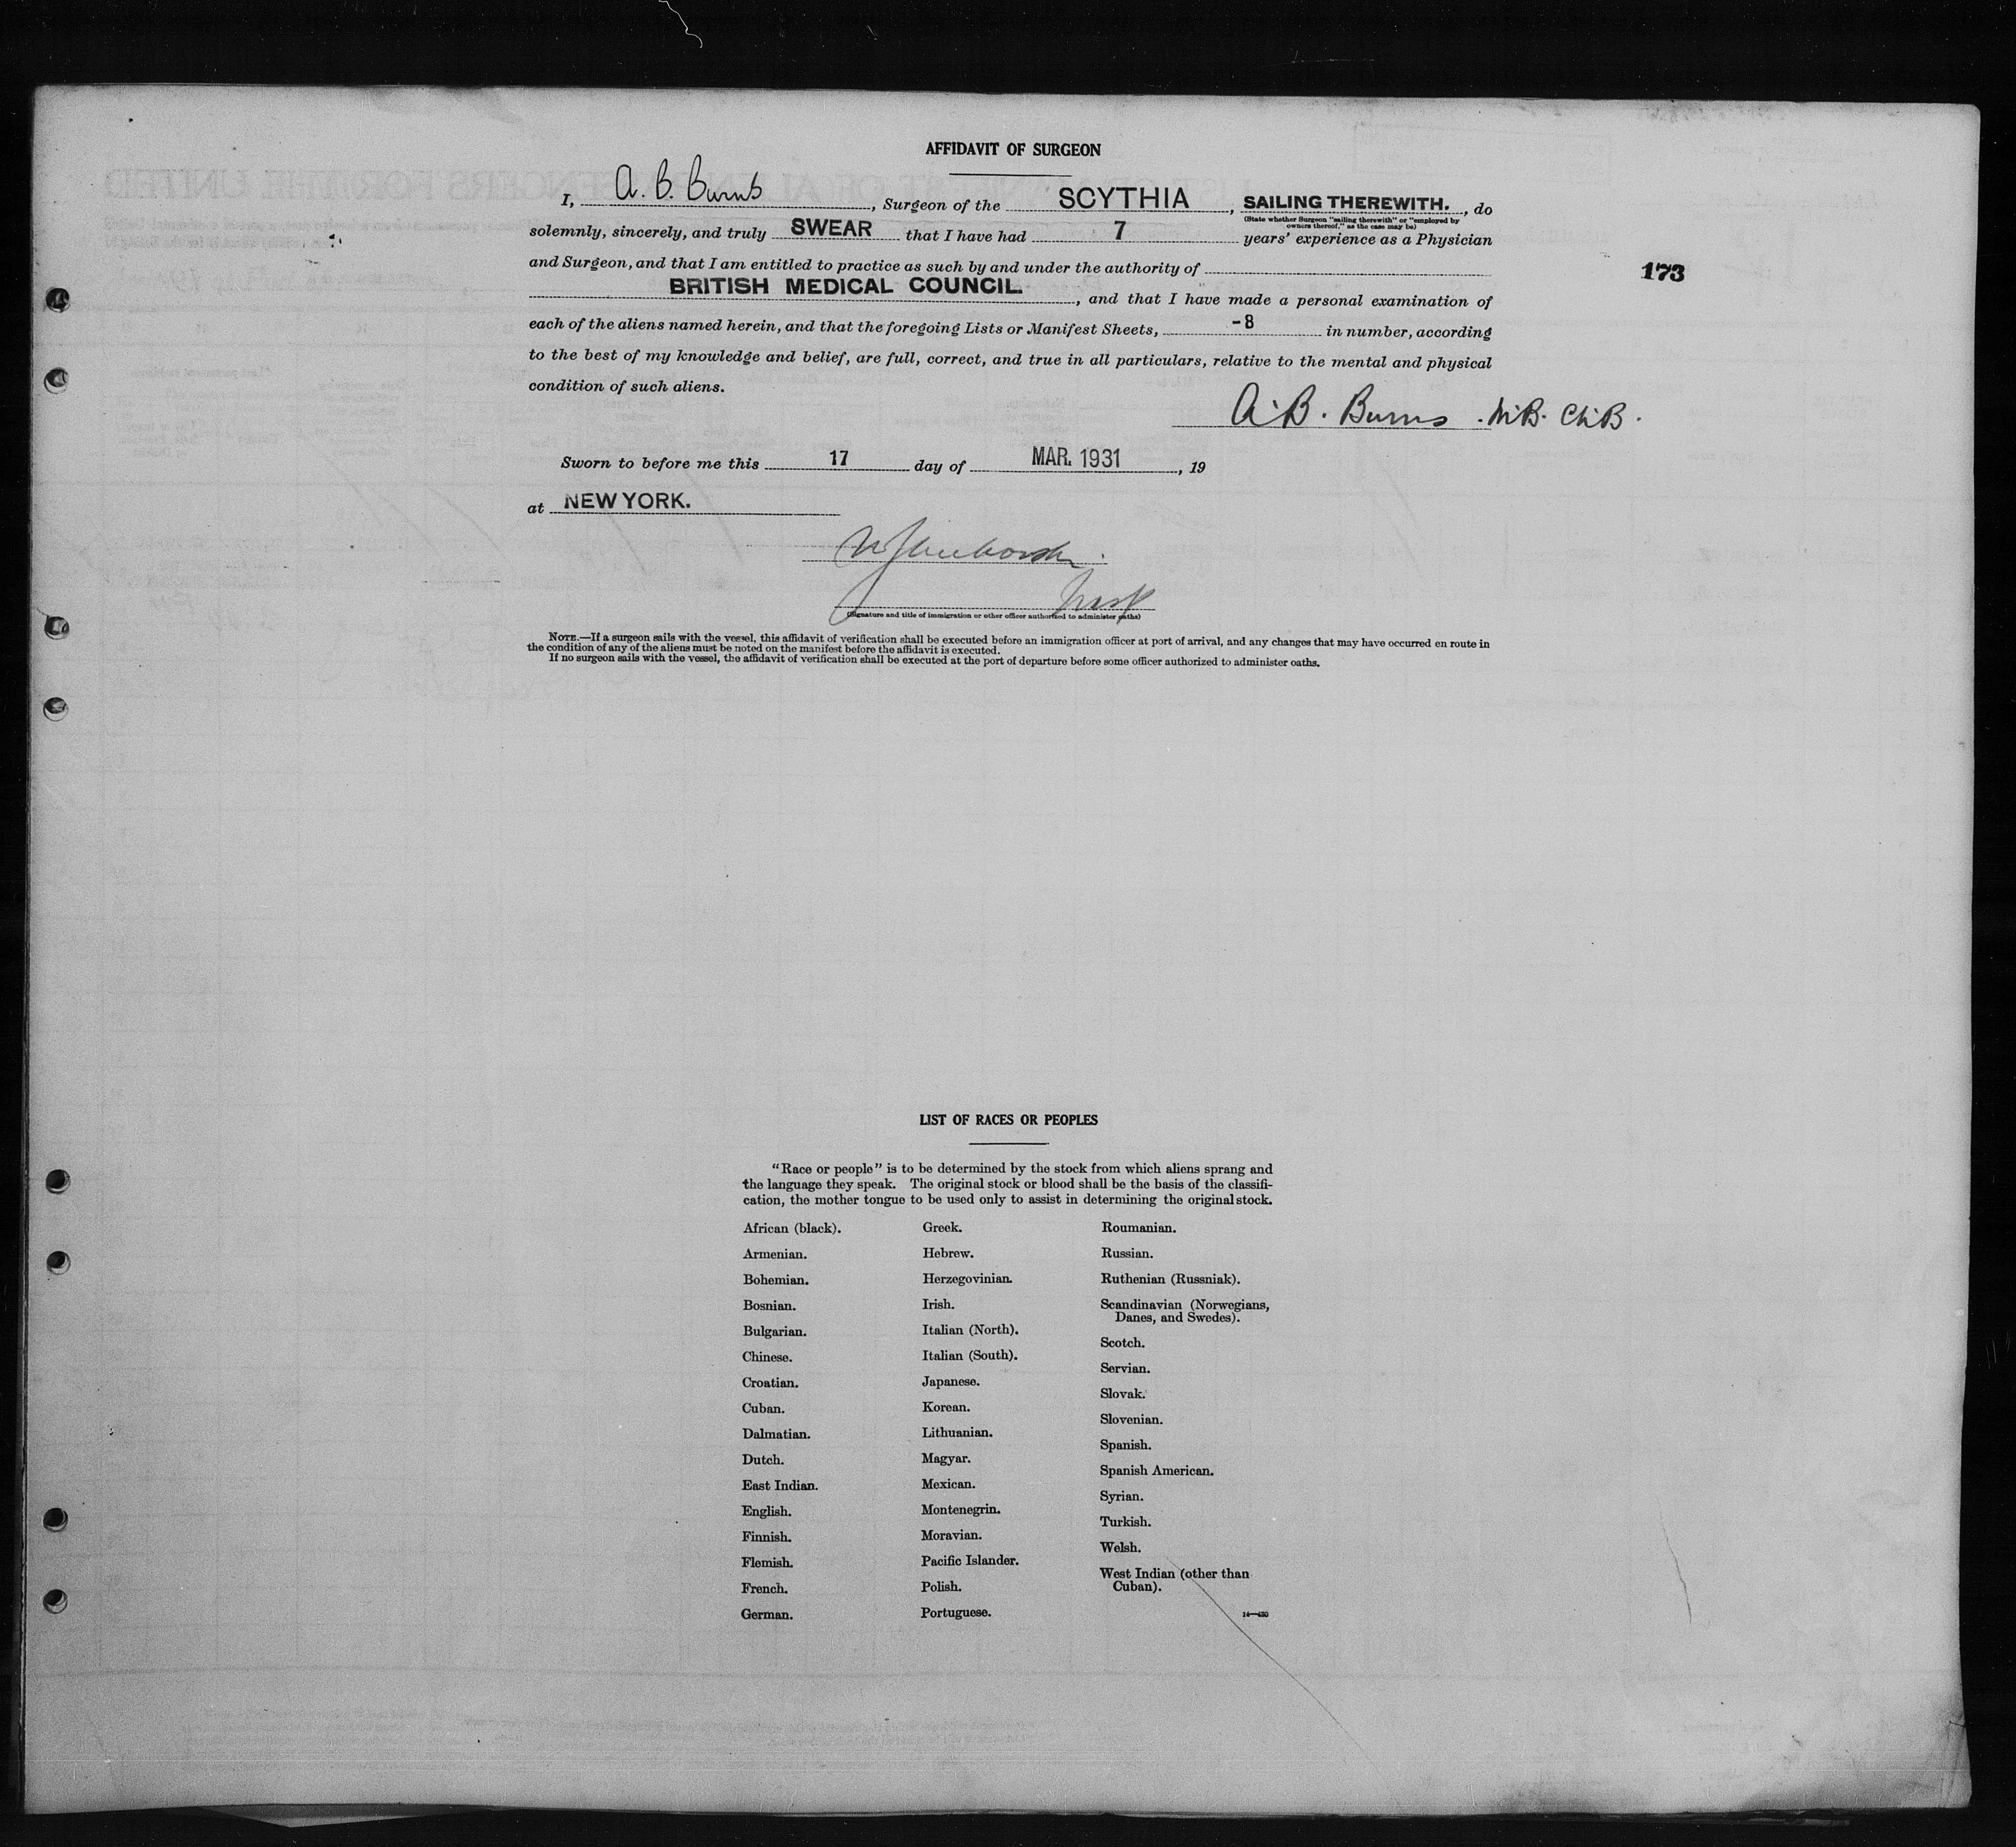 AFFIDAVIT OF SURGEON
I, A. B. Burns, Surgeon of the SCYTHIA, SAILING THEREWITH., do
(State whether Surgeon "sailing therewith" or "employed by
owners thereof," as the case may be)
solemnly, sincerely, and truly SWEAR that I have had 7 years' experience as a Physician
and Surgeon, and that I am entitled to practice as such by and under the authority of
173
BRITISH MEDICAL COUNCIL., and that I have made a personal examination of
each of the aliens named herein, and that the foregoing Lists or Manifest Sheets, -8 in number, according
to the best of my knowledge and belief, are full, correct, and true in all particulars, relative to the mental and physical
condition of such aliens.
A. B. Burns . M.B. Ch.B.
Sworn to before me this 17 day of MAR. 1931, 19
at NEW YORK.
(Signature and title of immigration or other officer authorized to administer oaths)
NOTE.—If a surgeon sails with the vessel, this affidavit of verification shall be executed before an immigration officer at port of arrival, and any changes that may have occurred en route in
the condition of any of the aliens must be noted on the manifest before the affidavit is executed.
If no surgeon sails with the vessel, the affidavit of verification shall be executed at the port of departure before some officer authorized to administer oaths.
LIST OF RACES OR PEOPLES
"Race or people" is to be determined by the stock from which aliens sprang and
the language they speak. The original stock or blood shall be the basis of the classifi-
cation, the mother tongue to be used only to assist in determining the original stock.
African (black).
Armenian.
Bohemian.
Bosnian.
Bulgarian.
Chinese.
Croatian.
Cuban.
Dalmatian.
Dutch.
East Indian.
English.
Finnish.
Flemish.
French.
German.
Greek.
Hebrew.
Herzegovinian.
Irish.
Italian (North).
Italian (South).
Japanese.
Korean.
Lithuanian.
Magyar.
Mexican.
Montenegrin.
Moravian.
Pacific Islander.
Polish.
Portuguese.
Roumanian.
Russian.
Ruthenian (Russniak).
Scandinavian (Norwegians,
Danes, and Swedes).
Scotch.
Servian.
Slovak.
Slovenian.
Spanish.
Spanish American.
Syrian.
Turkish.
Welsh.
West Indian (other than
Cuban).